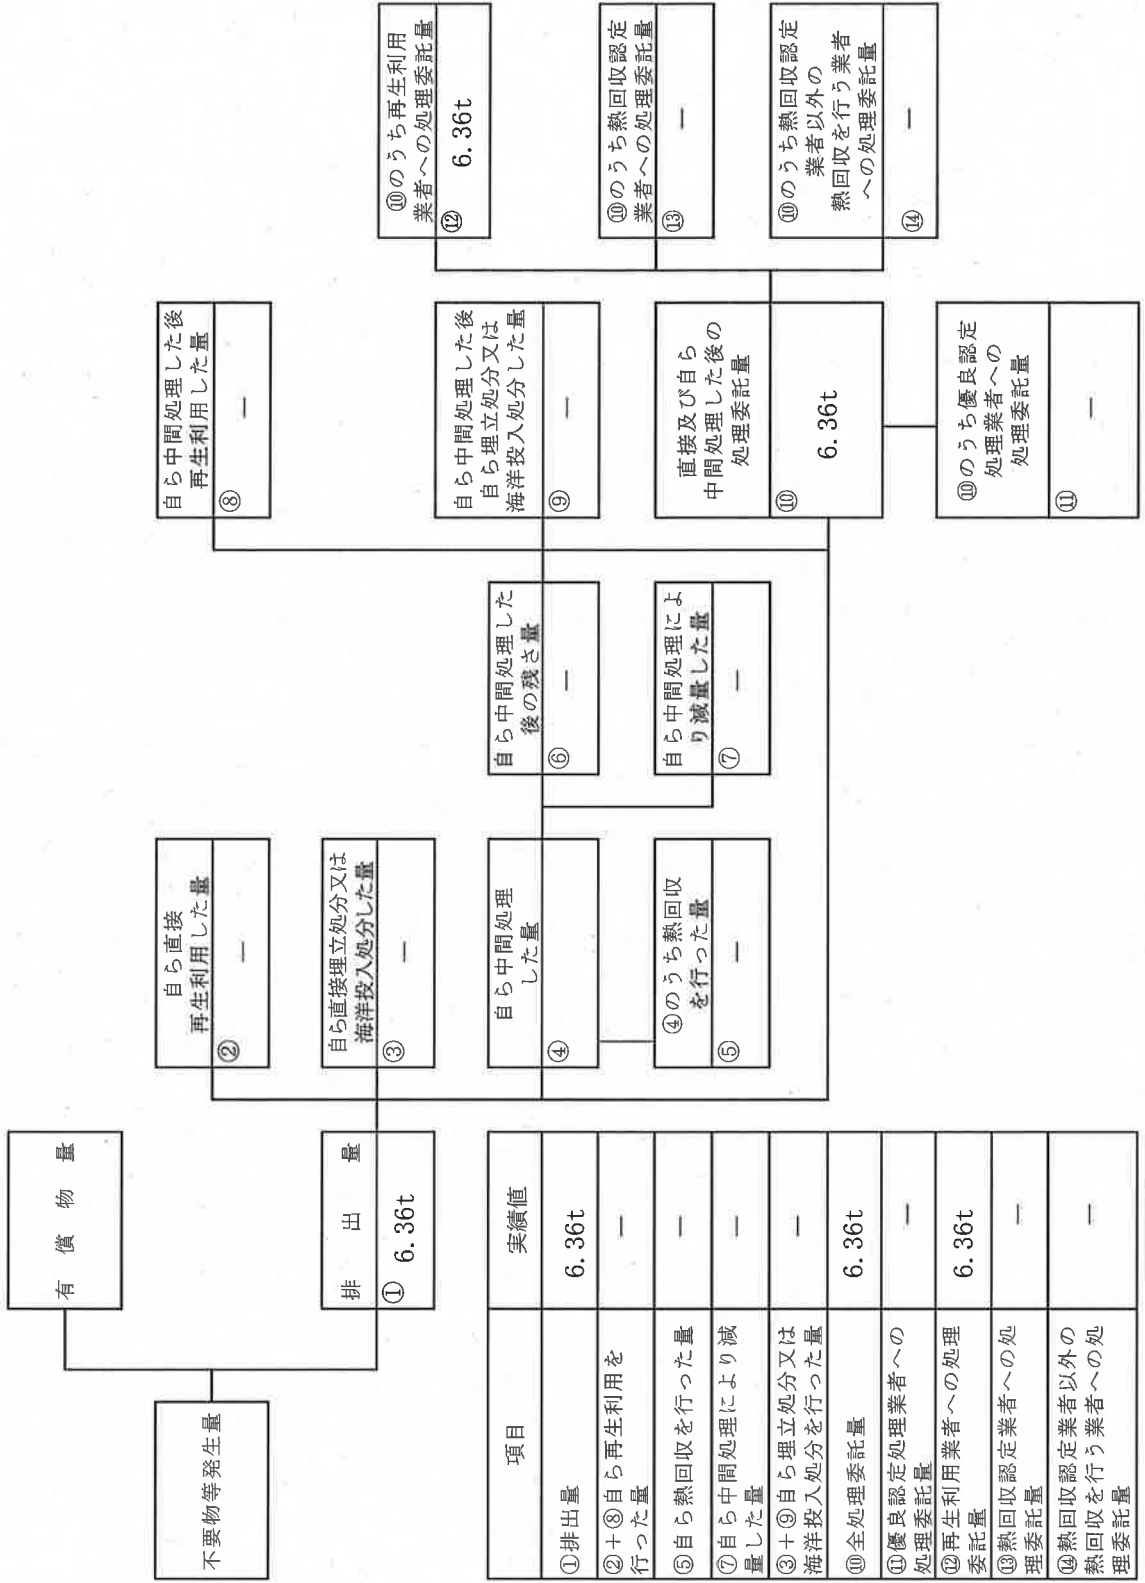 不要物等発生量
有償物量
排出量
① 6.36t
自ら直接
再生利用した量
② －
自ら直接埋立処分又は
海洋投入処分した量
③ －
自ら中間処理
した量
④
④のうち熱回収
を行った量
⑤ －
自ら中間処理した
後の残さ量
⑥ －
自ら中間処理によ
り減量した量
⑦ －
自ら中間処理した後
再生利用した量
⑧ －
自ら中間処理した後
自ら埋立処分又は
海洋投入処分した量
⑨ －
直接及び自ら
中間処理した後の
処理委託量
⑩ 6.36t
⑩のうち優良認定
処理業者への
処理委託量
⑪ －
⑩のうち再生利用
業者への処理委託量
⑫ 6.36t
⑩のうち熱回収認定
業者への処理委託量
⑬ －
⑩のうち熱回収認定
業者以外の
熱回収を行う業者
への処理委託量
⑭ －
項目 実績値
①排出量 6.36t
②＋⑧自ら再生利用を
行った量 －
⑤自ら熱回収を行った量 －
⑦自ら中間処理により減
量した量 －
③＋⑨自ら埋立処分又は
海洋投入処分を行った量 －
⑩全処理委託量 6.36t
⑪優良認定処理業者への
処理委託量 －
⑫再生利用業者への処理
委託量 6.36t
⑬熱回収認定業者への処
理委託量 －
⑭熱回収認定業者以外の
熱回収を行う業者への処
理委託量 －